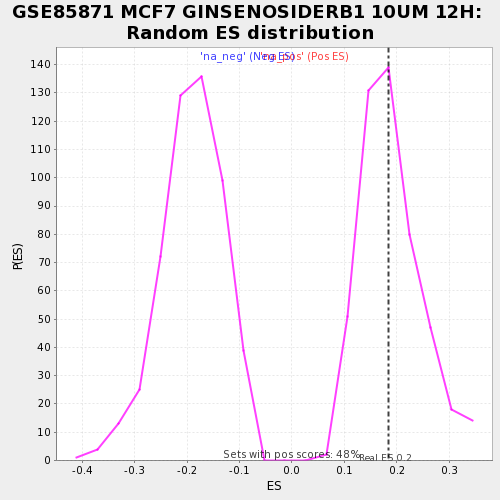 GSE85871 MCF7 GINSENOSIDERB1 10UM 12H:
Random ES distribution
'na_neg' (Neg ES) 'na_pos' (Pos ES)
140
130
120
110
100
90
80
70
60
50
40
30
20
10
0
P(ES)
Sets with pos scores: 48%
Real ES 0.2
-0.4 -0.3 -0.2 -0.1 0.0 0.1 0.2 0.3
ES